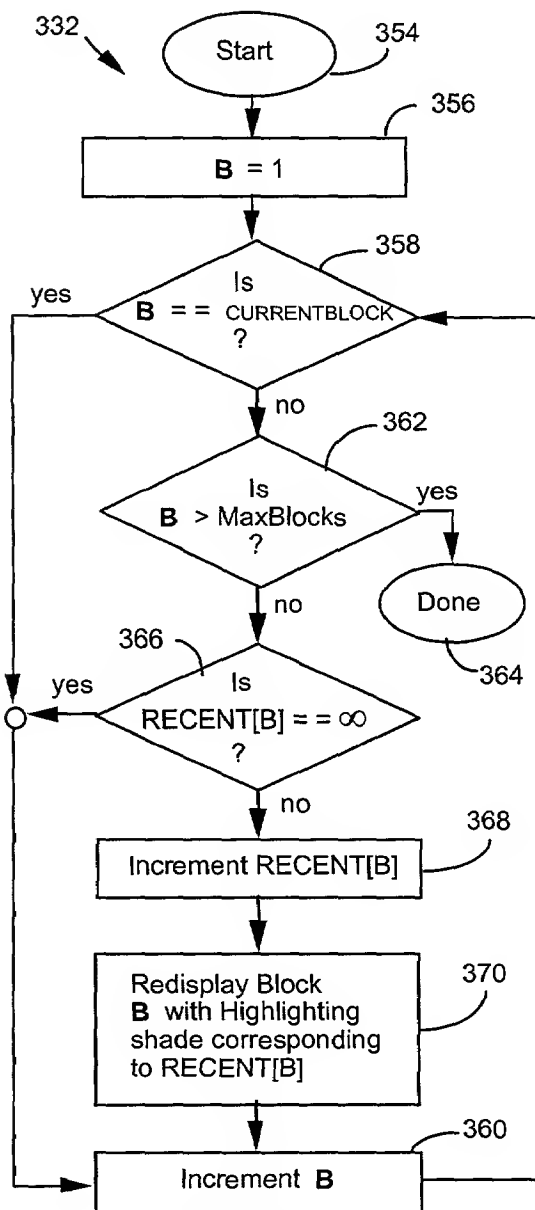 332
Start
354
356
B = 1
358
Is
yes
B == CURRENTBLOCK
?
no
362
Is
yes
B > MaxBlocks
?
Done
no
366
364
Is
yes
RECENT[B] == ∞
?
no
368
Increment RECENT[B]
Redisplay Block
370
B with Highlighting
shade corresponding
to RECENT[B]
360
Increment B